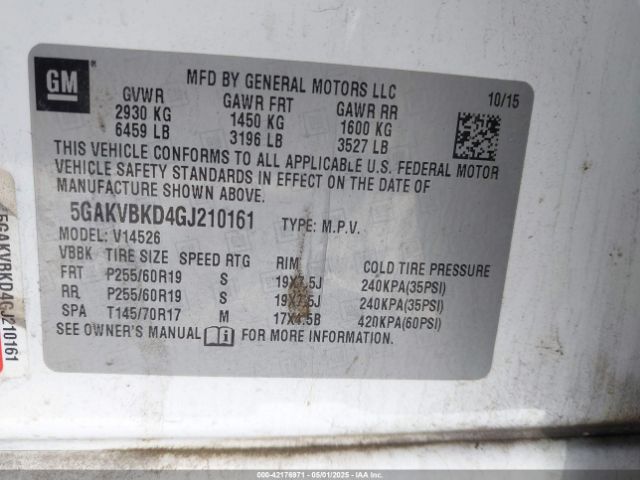 GM
MFD BY GENERAL MOTORS LLC
10/15
GVWR GAWR FRT GAWR RR
2930 KG 1450 KG 1600 KG
6459 LB 3196 LB 3527 LB
THIS VEHICLE CONFORMS TO ALL APPLICABLE U.S. FEDERAL MOTOR
VEHICLE SAFETY STANDARDS IN EFFECT ON THE DATE OF
MANUFACTURE SHOWN ABOVE.
5GAKVBKD4GJ210161 TYPE: M.P.V.
MODEL: V14526
VBBK TIRE SIZE SPEED RTG RIM COLD TIRE PRESSURE
FRT P255/60R19 S 19X7.5J 240KPA(35PSI)
RR P255/60R19 S 19X7.5J 240KPA(35PSI)
SPA T145/70R17 M 17X4.5B 420KPA(60PSI)
SEE OWNER'S MANUAL i FOR MORE INFORMATION.
5GAKVBKD4GJ210161
000-42176971 - 05/01/2025 - IAAI.COM